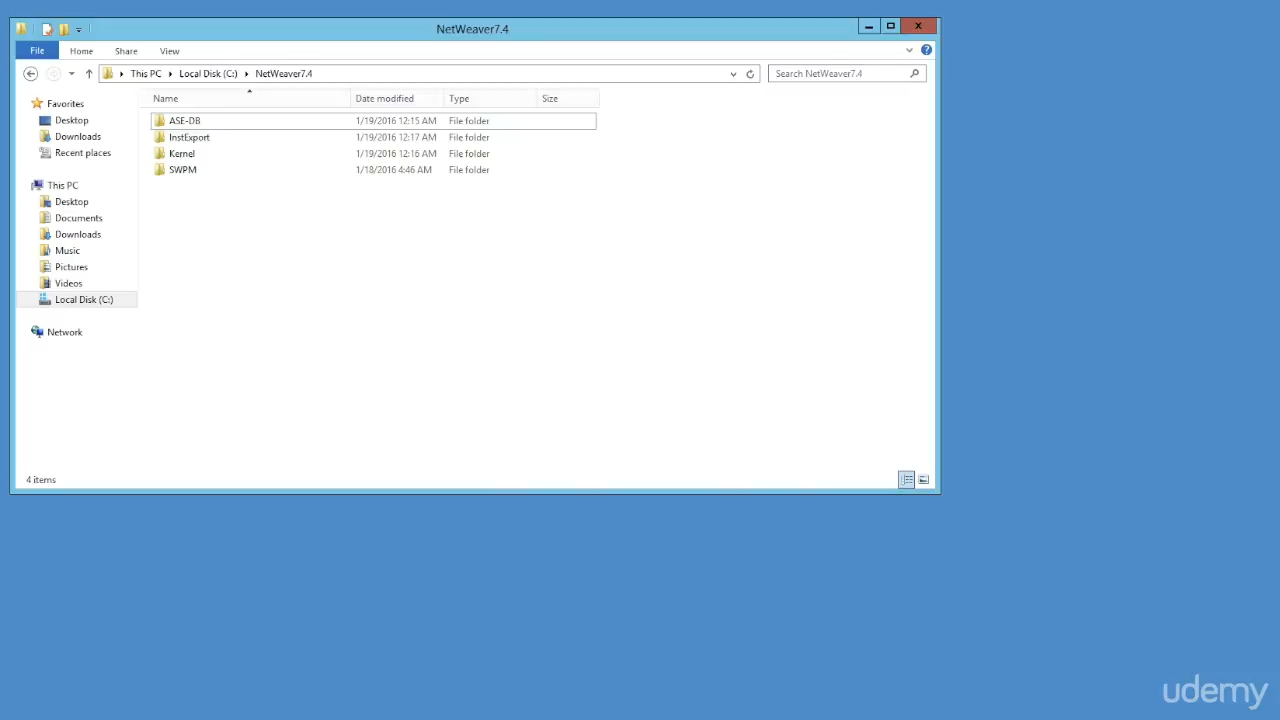 NetWeaver7.4
File Home Share View
This PC Local Disk (C:) NetWeaver7.4 Search NetWeaver7.4
Name Date modified Type Size
Favorites
Desktop
Downloads
Recent places
This PC
Desktop
Documents
Downloads
Music
Pictures
Videos
Local Disk (C:)
Network
ASE-DB 1/19/2016 12:15 AM File folder
InstExport 1/19/2016 12:17 AM File folder
Kernel 1/19/2016 12:16 AM File folder
SWPM 1/18/2016 4:46 AM File folder
4 items
udemy